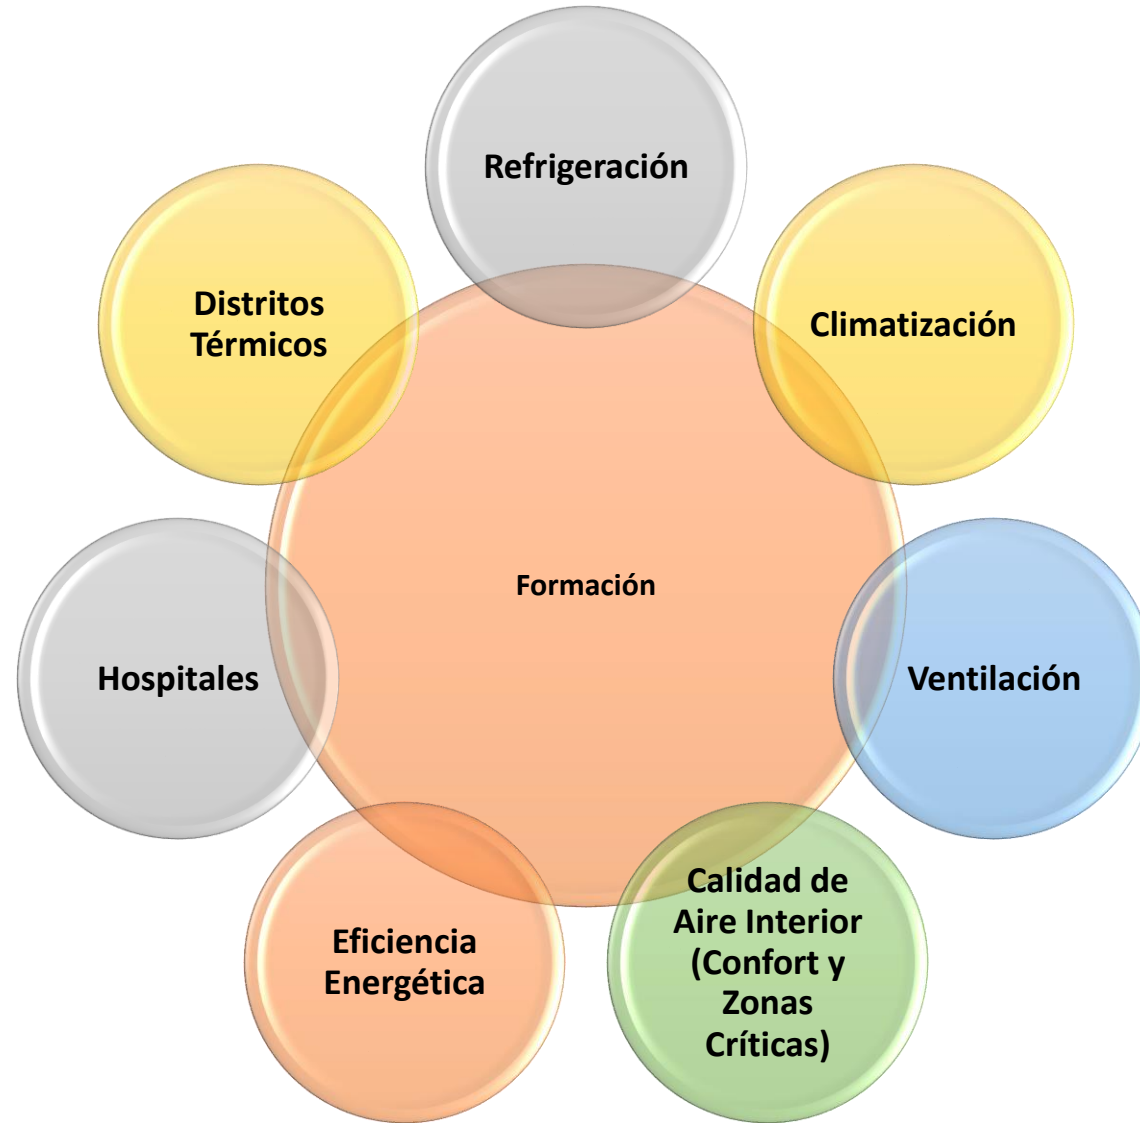 Refrigeración
Distritos
Térmicos
Climatización
Formación
Hospitales
Ventilación
Eficiencia
Energética
Calidad de
Aire Interior
(Confort y
Zonas
Críticas)